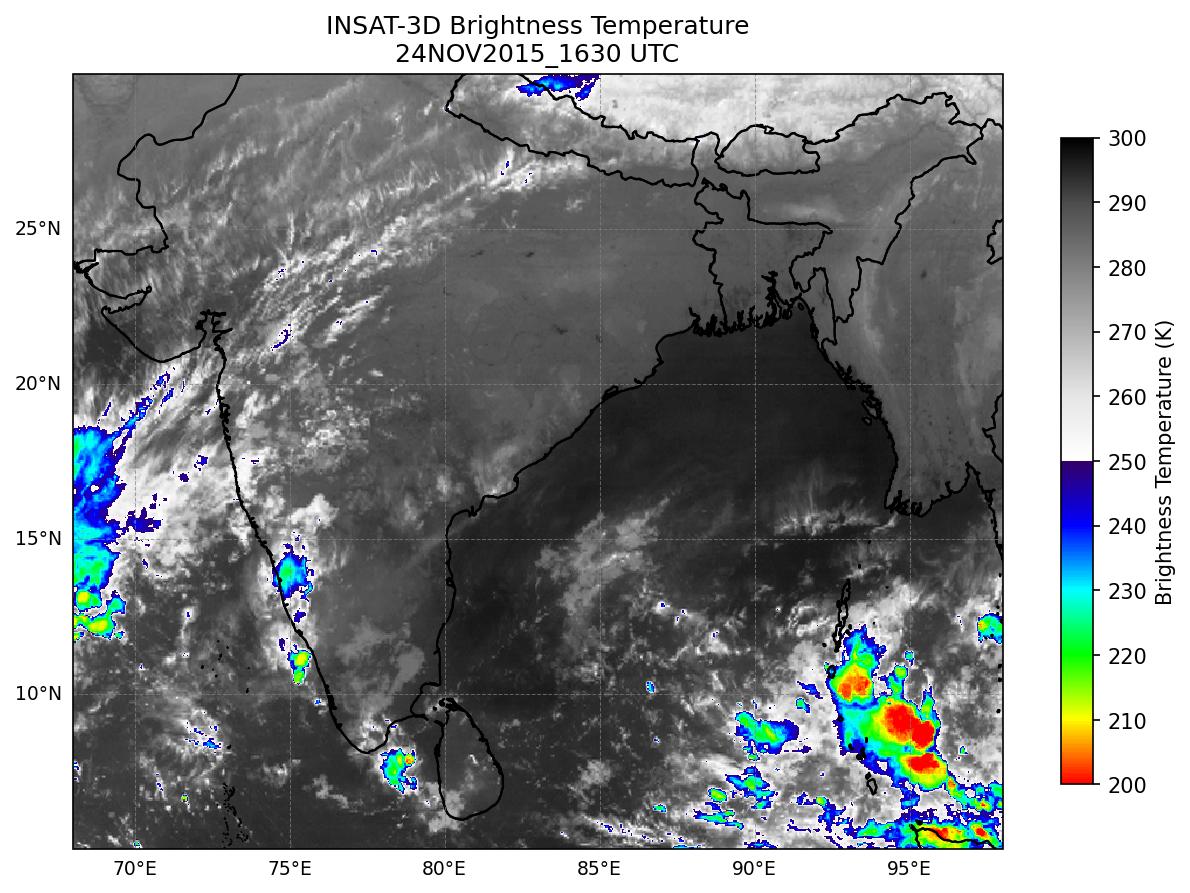 INSAT-3D Brightness Temperature
24NOV2015_1630 UTC
25°N
20°N
15°N
10°N
70°E
75°E
80°E
85°E
90°E
95°E
300
290
280
270
260
250
240
230
220
210
200
Brightness Temperature (K)